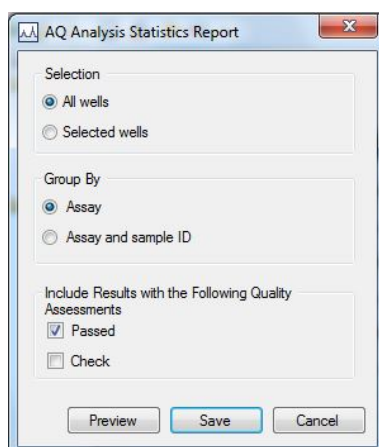 AQ Analysis Statistics Report
Selection
All wells
Selected wells
Group By
Assay
Assay and sample ID
Include Results with the Following Quality
Assessments
Passed
Check
Preview Save Cancel